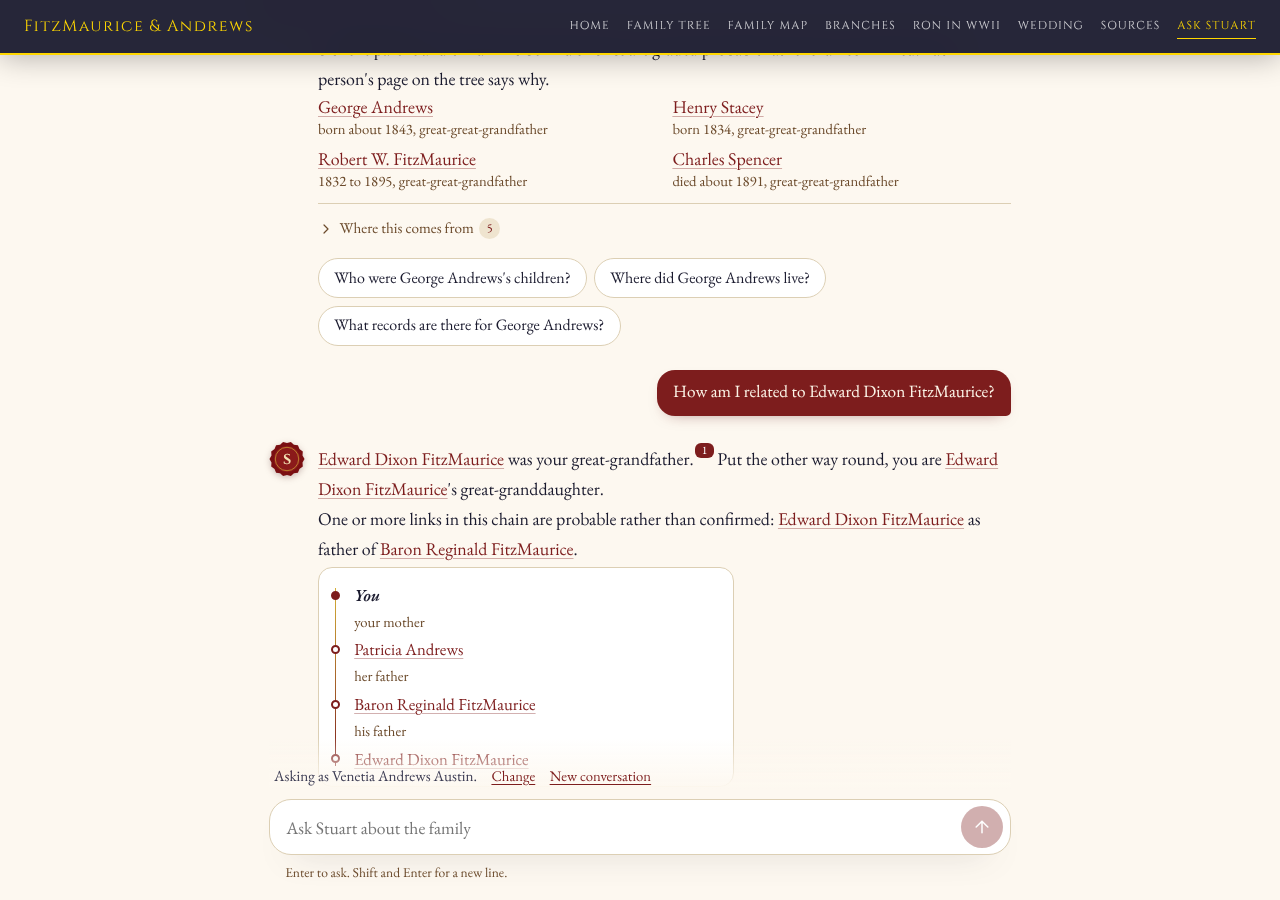 FitzMaurice & Andrews
HOME FAMILY TREE FAMILY MAP BRANCHES RON IN WWII WEDDING SOURCES ASK STUART
person's page on the tree says why.
George Andrews
born about 1843, great-great-grandfather
Henry Stacey
born 1834, great-great-grandfather
Robert W. FitzMaurice
1832 to 1895, great-great-grandfather
Charles Spencer
died about 1891, great-great-grandfather
Where this comes from 5
Who were George Andrews's children?
Where did George Andrews live?
What records are there for George Andrews?
How am I related to Edward Dixon FitzMaurice?
S
Edward Dixon FitzMaurice was your great-grandfather. 1 Put the other way round, you are Edward
Dixon FitzMaurice's great-granddaughter.
One or more links in this chain are probable rather than confirmed: Edward Dixon FitzMaurice as
father of Baron Reginald FitzMaurice.
You
your mother
Patricia Andrews
her father
Baron Reginald FitzMaurice
his father
Edward Dixon FitzMaurice
Asking as Venetia Andrews Austin. Change New conversation
Ask Stuart about the family
Enter to ask. Shift and Enter for a new line.